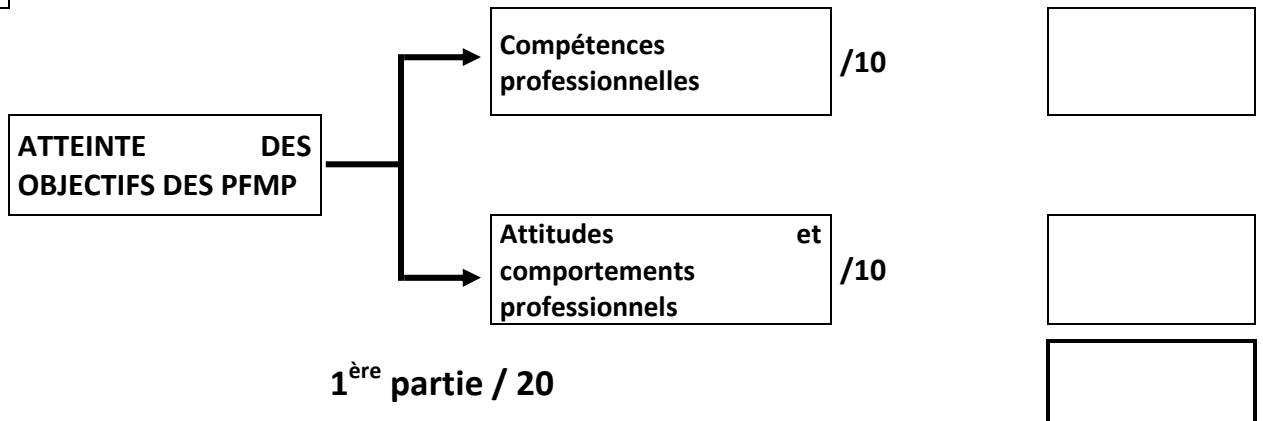 Compétences
professionnelles
/10
ATTEINTE DES
OBJECTIFS DES PFMP
Attitudes et
comportements
professionnels
/10
1ère partie / 20